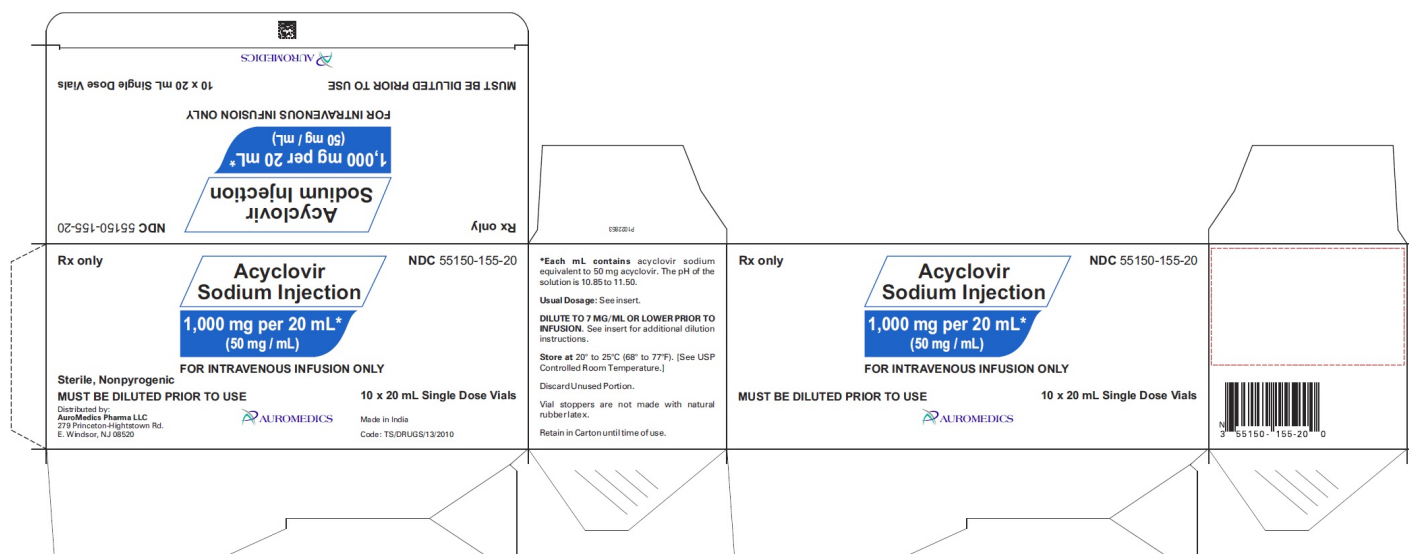 AUROMEDICS
MUST BE DILUTED PRIOR TO USE
10 x 20 mL Single Dose Vials
FOR INTRAVENOUS INFUSION ONLY
1,000 mg per 20 mL*
(50 mg / mL)
Acyclovir
Sodium Injection
Rx only
NDC 55150-155-20
P1322853
Rx only
NDC 55150-155-20
Acyclovir
Sodium Injection
1,000 mg per 20 mL*
(50 mg / mL)
FOR INTRAVENOUS INFUSION ONLY
Sterile, Nonpyrogenic
MUST BE DILUTED PRIOR TO USE
10 x 20 mL Single Dose Vials
Distributed by:
AuroMedics Pharma LLC
279 Princeton-Hightstown Rd.
E. Windsor, NJ 08520
AUROMEDICS
Made in India
Code: TS/DRUGS/13/2010
*Each mL contains acyclovir sodium
equivalent to 50 mg acyclovir. The pH of the
solution is 10.85 to 11.50.
Usual Dosage: See insert.
DILUTE TO 7 MG/ML OR LOWER PRIOR TO
INFUSION. See insert for additional dilution
instructions.
Store at 20° to 25°C (68° to 77°F). [See USP
Controlled Room Temperature.]
Discard Unused Portion.
Vial stoppers are not made with natural
rubber latex.
Retain in Carton until time of use.
Rx only
NDC 55150-155-20
Acyclovir
Sodium Injection
1,000 mg per 20 mL*
(50 mg / mL)
FOR INTRAVENOUS INFUSION ONLY
MUST BE DILUTED PRIOR TO USE
10 x 20 mL Single Dose Vials
AUROMEDICS
N
3 55150-155-20 0